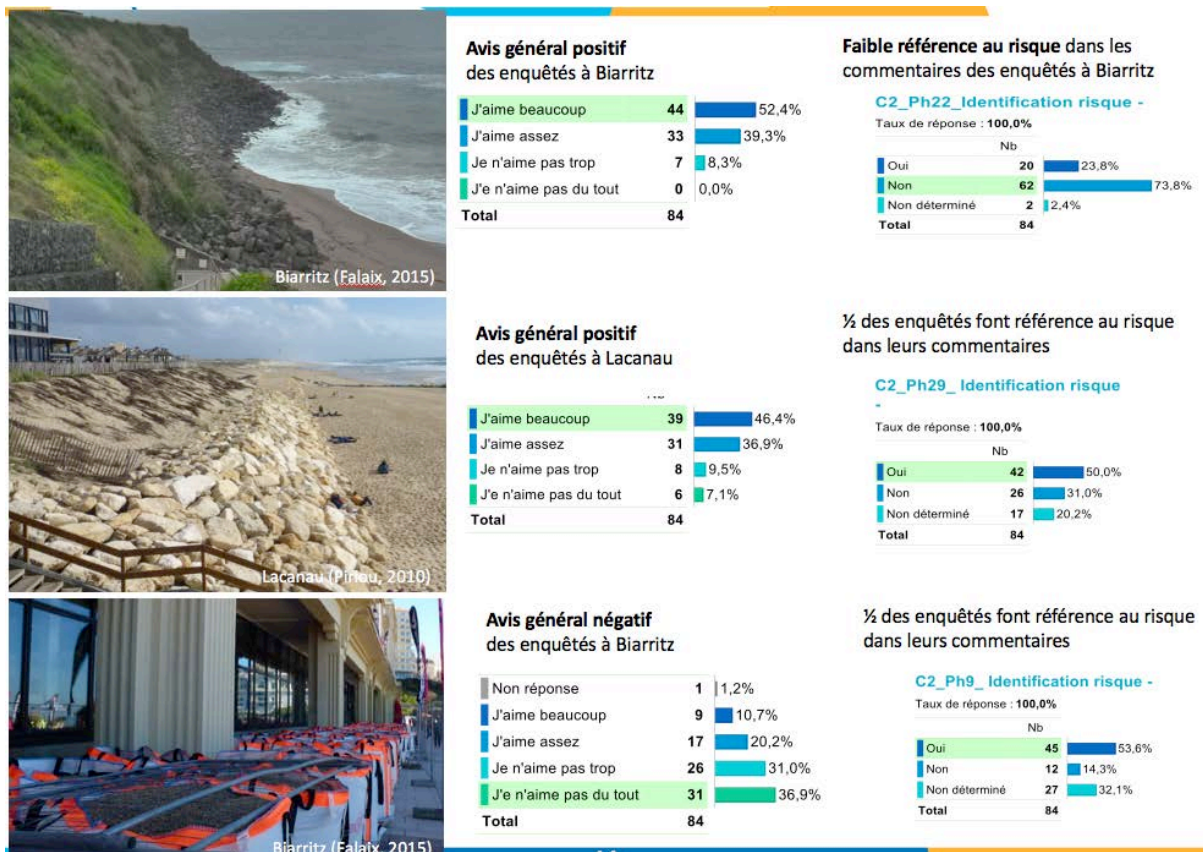 Avis général positif
des enquêtés à Biarritz
J'aime beaucoup 44 52,4%
J'aime assez 33 39,3%
Je n'aime pas trop 7 8,3%
J'e n'aime pas du tout 0 0,0%
Total 84
Faible référence au risque dans les
commentaires des enquêtés à Biarritz
C2_Ph22_Identification risque -
Taux de réponse : 100,0%
Nb
Oui 20 23,8%
Non 62 73,8%
Non déterminé 2 2,4%
Total 84
Biarritz (Falaix, 2015)
Avis général positif
des enquêtés à Lacanau
J'aime beaucoup 39 46,4%
J'aime assez 31 36,9%
Je n'aime pas trop 8 9,5%
J'e n'aime pas du tout 6 7,1%
Total 84
½ des enquêtés font référence au risque
dans leurs commentaires
C2_Ph29_ Identification risque
-
Taux de réponse : 100,0%
Nb
Oui 42 50,0%
Non 26 31,0%
Non déterminé 17 20,2%
Total 84
Lacanau (Piriou, 2010)
Avis général négatif
des enquêtés à Biarritz
Non réponse 1 1,2%
J'aime beaucoup 9 10,7%
J'aime assez 17 20,2%
Je n'aime pas trop 26 31,0%
J'e n'aime pas du tout 31 36,9%
Total 84
½ des enquêtés font référence au risque
dans leurs commentaires
C2_Ph9_ Identification risque -
Taux de réponse : 100,0%
Nb
Oui 45 53,6%
Non 12 14,3%
Non déterminé 27 32,1%
Total 84
Biarritz (Falaix, 2015)